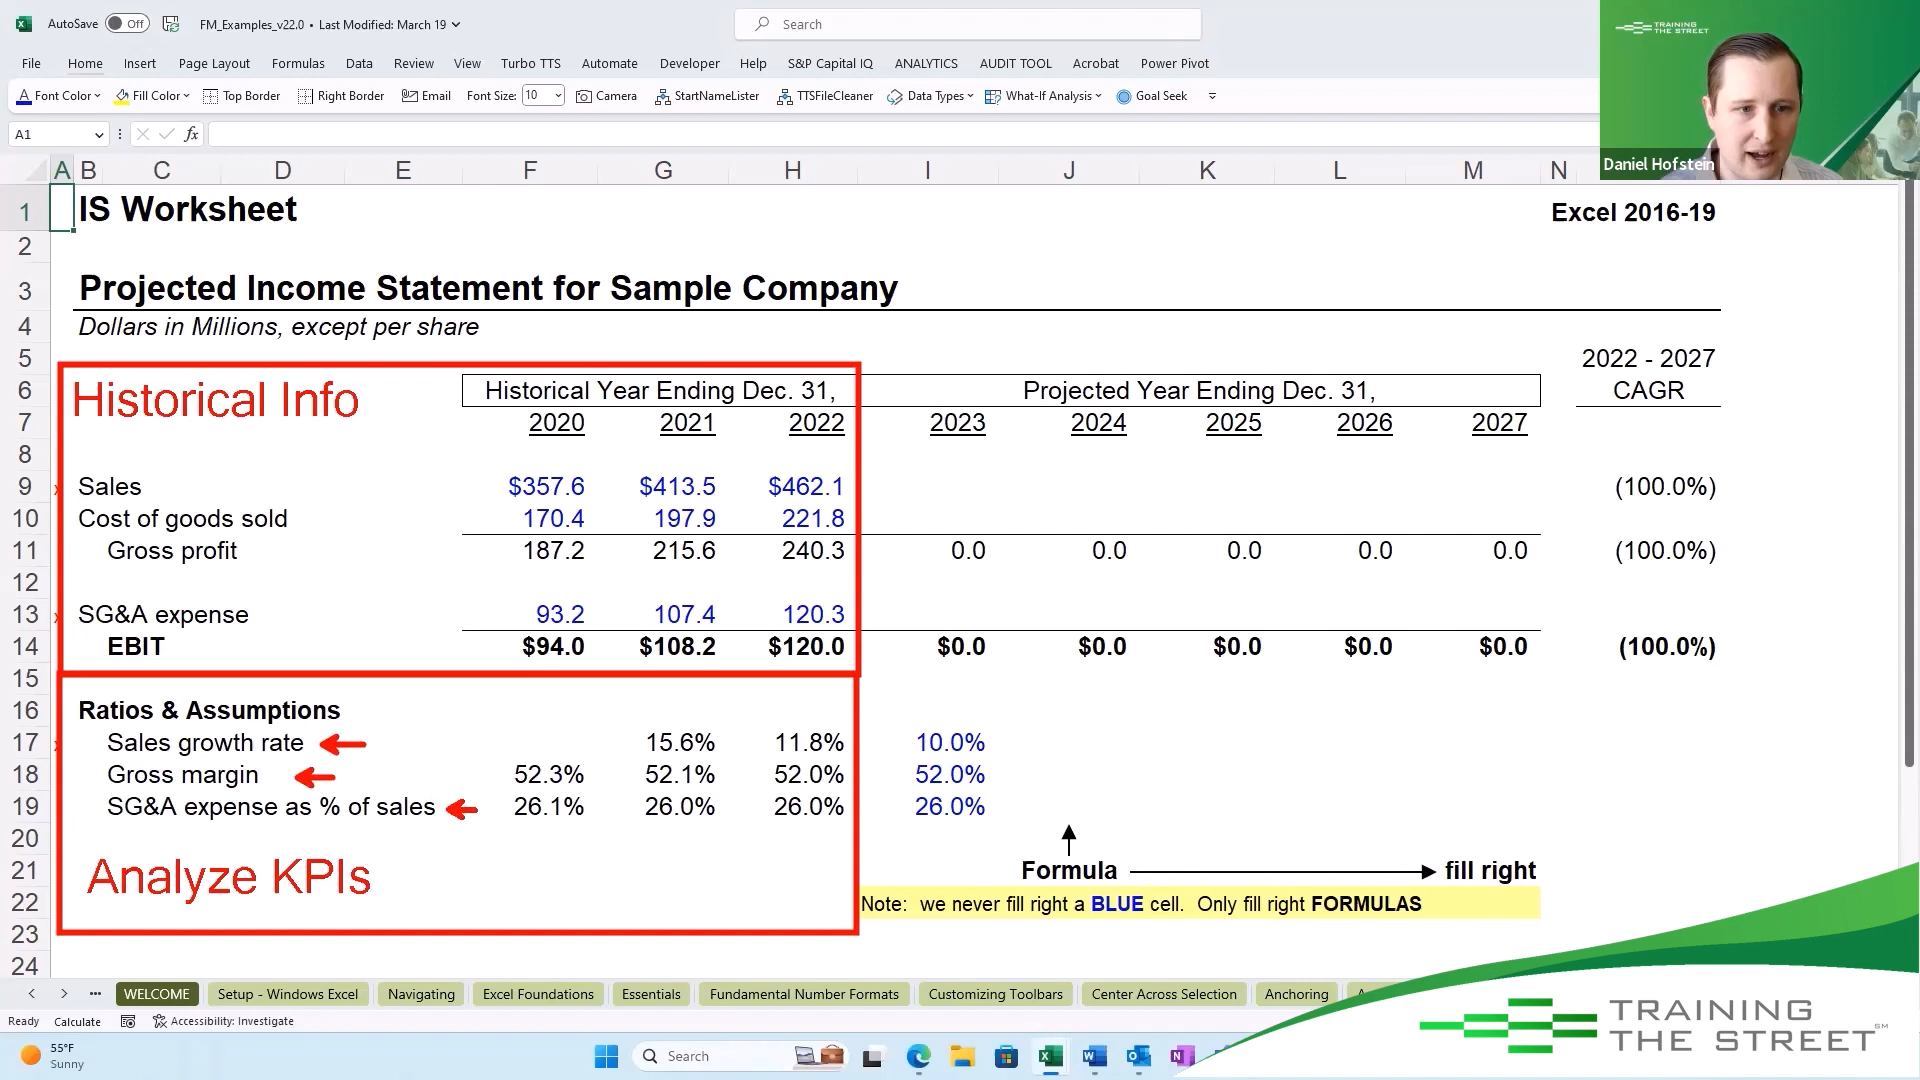 AutoSave Off FM_Examples_v22.0 • Last Modified: March 19 Search
TRAINING THE STREET
File Home Insert Page Layout Formulas Data Review View Turbo TTS Automate Developer Help S&P Capital IQ ANALYTICS AUDIT TOOL Acrobat Power Pivot
Font Color Fill Color Top Border Right Border Email Font Size: 10 Camera StartNameLister TTSFileCleaner Data Types What-If Analysis Goal Seek
A1 fx
Daniel Hofstein
A B C D E F G H I J K L M N
1 IS Worksheet Excel 2016-19
2
3 Projected Income Statement for Sample Company
4 Dollars in Millions, except per share
5 2022 - 2027
6 Historical Info Historical Year Ending Dec. 31, Projected Year Ending Dec. 31, CAGR
7 2020 2021 2022 2023 2024 2025 2026 2027
8
9 Sales $357.6 $413.5 $462.1 (100.0%)
10 Cost of goods sold 170.4 197.9 221.8
11 Gross profit 187.2 215.6 240.3 0.0 0.0 0.0 0.0 0.0 (100.0%)
12
13 SG&A expense 93.2 107.4 120.3
14 EBIT $94.0 $108.2 $120.0 $0.0 $0.0 $0.0 $0.0 $0.0 (100.0%)
15
16 Ratios & Assumptions
17 Sales growth rate 15.6% 11.8% 10.0%
18 Gross margin 52.3% 52.1% 52.0% 52.0%
19 SG&A expense as % of sales 26.1% 26.0% 26.0% 26.0%
20
21 Analyze KPIs Formula fill right
22 Note: we never fill right a BLUE cell. Only fill right FORMULAS
23
24
WELCOME Setup - Windows Excel Navigating Excel Foundations Essentials Fundamental Number Formats Customizing Toolbars Center Across Selection Anchoring
Ready Calculate Accessibility: Investigate
TRAINING
THE STREET SM
55°F
Sunny
Search